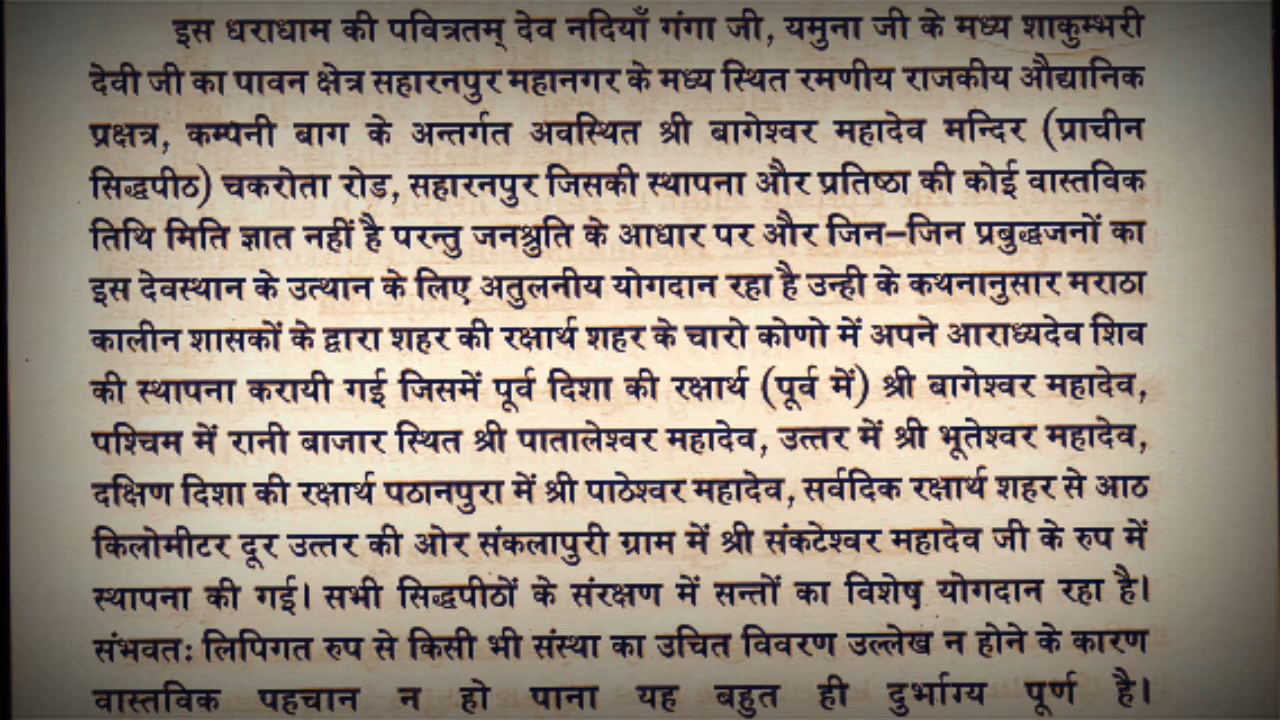 इस धराधाम की पवित्रतम् देव नदियाँ गंगा जी, यमुना जी के मध्य शाकुम्भरी
देवी जी का पावन क्षेत्र सहारनपुर महानगर के मध्य स्थित रमणीय राजकीय औद्यानिक
प्रक्षत्र, कम्पनी बाग के अन्तर्गत अवस्थित श्री बागेश्वर महादेव मन्दिर (प्राचीन
सिद्धपीठ) चकरोता रोड, सहारनपुर जिसकी स्थापना और प्रतिष्ठा की कोई वास्तविक
तिथि मिति ज्ञात नहीं है परन्तु जनश्रुति के आधार पर और जिन-जिन प्रबुद्धजनों का
इस देवस्थान के उत्थान के लिए अतुलनीय योगदान रहा है उन्ही के कथनानुसार मराठा
कालीन शासकों के द्वारा शहर की रक्षार्थ शहर के चारो कोणो में अपने आराध्यदेव शिव
की स्थापना करायी गई जिसमें पूर्व दिशा की रक्षार्थ (पूर्व में) श्री बागेश्वर महादेव,
पश्चिम में रानी बाजार स्थित श्री पातालेश्वर महादेव, उत्तर में श्री भूतेश्वर महादेव,
दक्षिण दिशा की रक्षार्थ पठानपुरा में श्री पाठेश्वर महादेव, सर्वदिक रक्षार्थ शहर से आठ
किलोमीटर दूर उत्तर की ओर संकलापुरी ग्राम में श्री संकटेश्वर महादेव जी के रुप में
स्थापना की गई। सभी सिद्धपीठों के संरक्षण में सन्तों का विशेष योगदान रहा है।
संभवतः लिपिगत रुप से किसी भी संस्था का उचित विवरण उल्लेख न होने के कारण
वास्तविक पहचान न हो पाना यह बहुत ही दुर्भाग्य पूर्ण है।